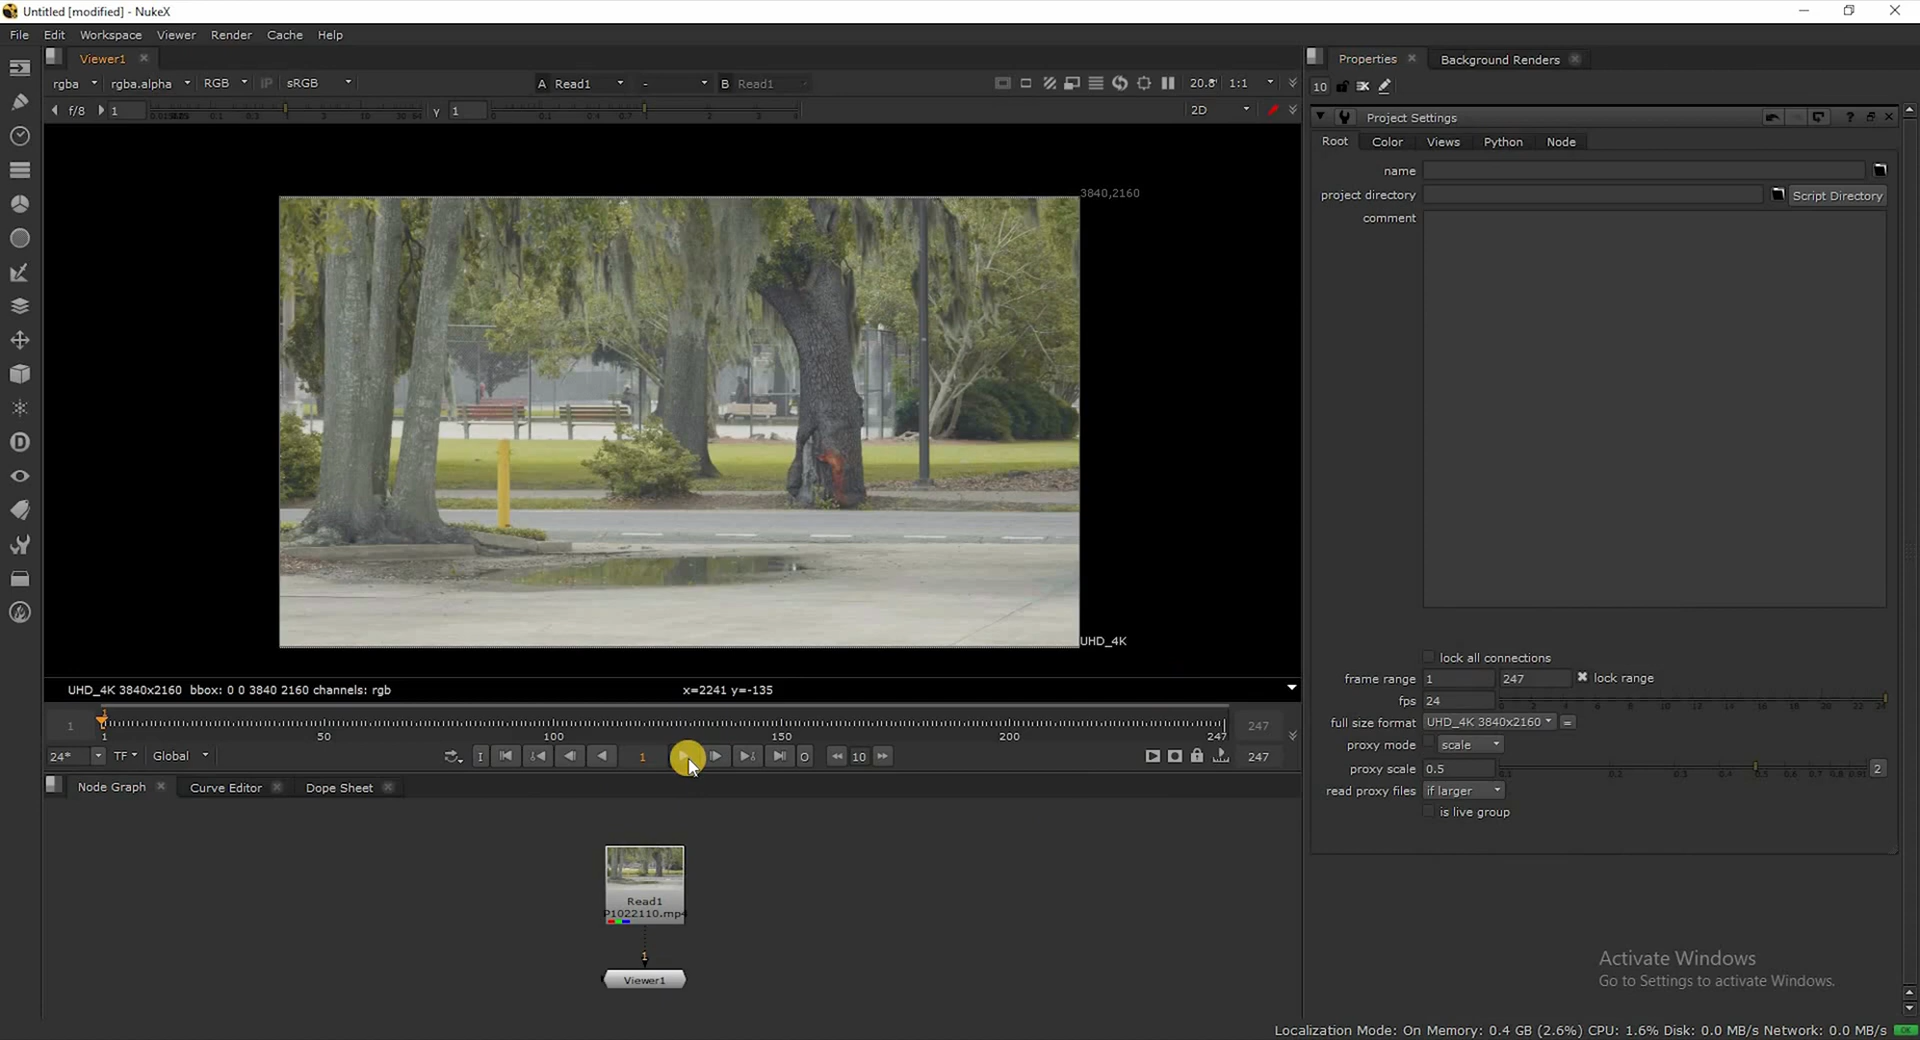 Untitled [modified] - NukeX
File Edit Workspace Viewer Render Cache Help
Viewer1
rgba rgba.alpha RGB IP sRGB A Read1 - B Read1 20.8 1:1
f/8 1 Y 1 2D
3840,2160
UHD_4K
UHD_4K 3840x2160 bbox: 0 0 3840 2160 channels: rgb x=2241 y=-135
1 1 50 100 150 200 247 247
1
24* TF Global I 1 O 10 247
Node Graph Curve Editor Dope Sheet
Read1
P1022110.mp4
1
Viewer1
Properties Background Renders
10
Project Settings ?
Root Color Views Python Node
name
project directory Script Directory
comment
lock all connections
frame range 1 247 lock range
fps 24
full size format UHD_4K 3840x2160 =
proxy mode scale
proxy scale 0.5 2
read proxy files if larger
is live group
Activate Windows
Go to Settings to activate Windows.
Localization Mode: On Memory: 0.4 GB (2.6%) CPU: 1.6% Disk: 0.0 MB/s Network: 0.0 MB/s